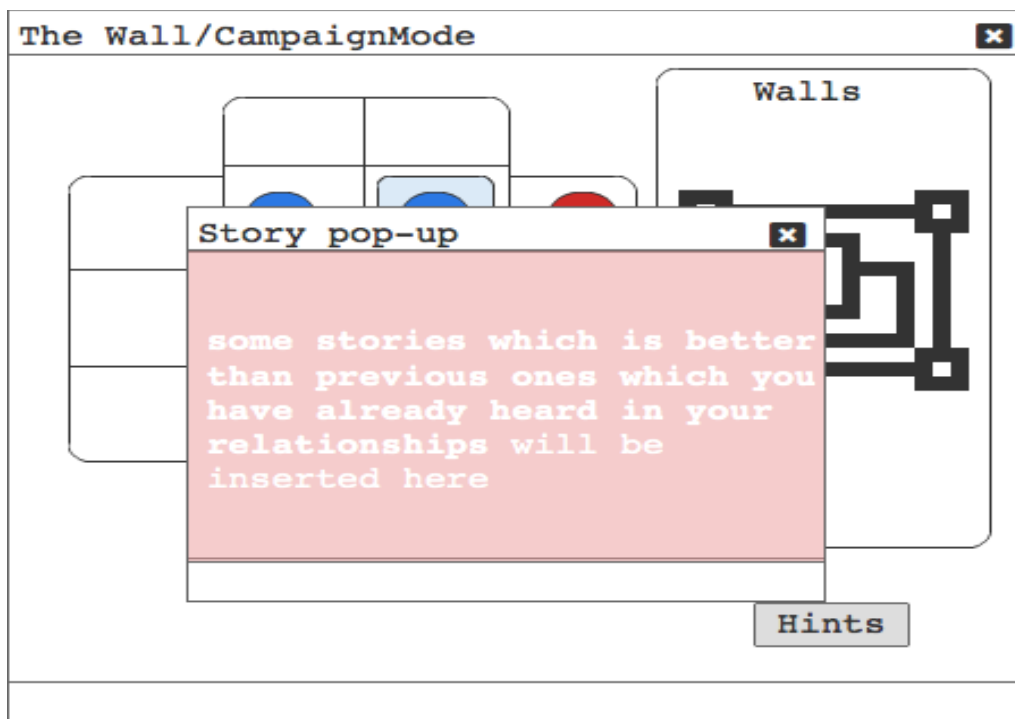 The Wall/CampaignMode
Walls
Story pop-up
some stories which is better
than previous ones which you
have already heard in your
relationships will be
inserted here
Hints